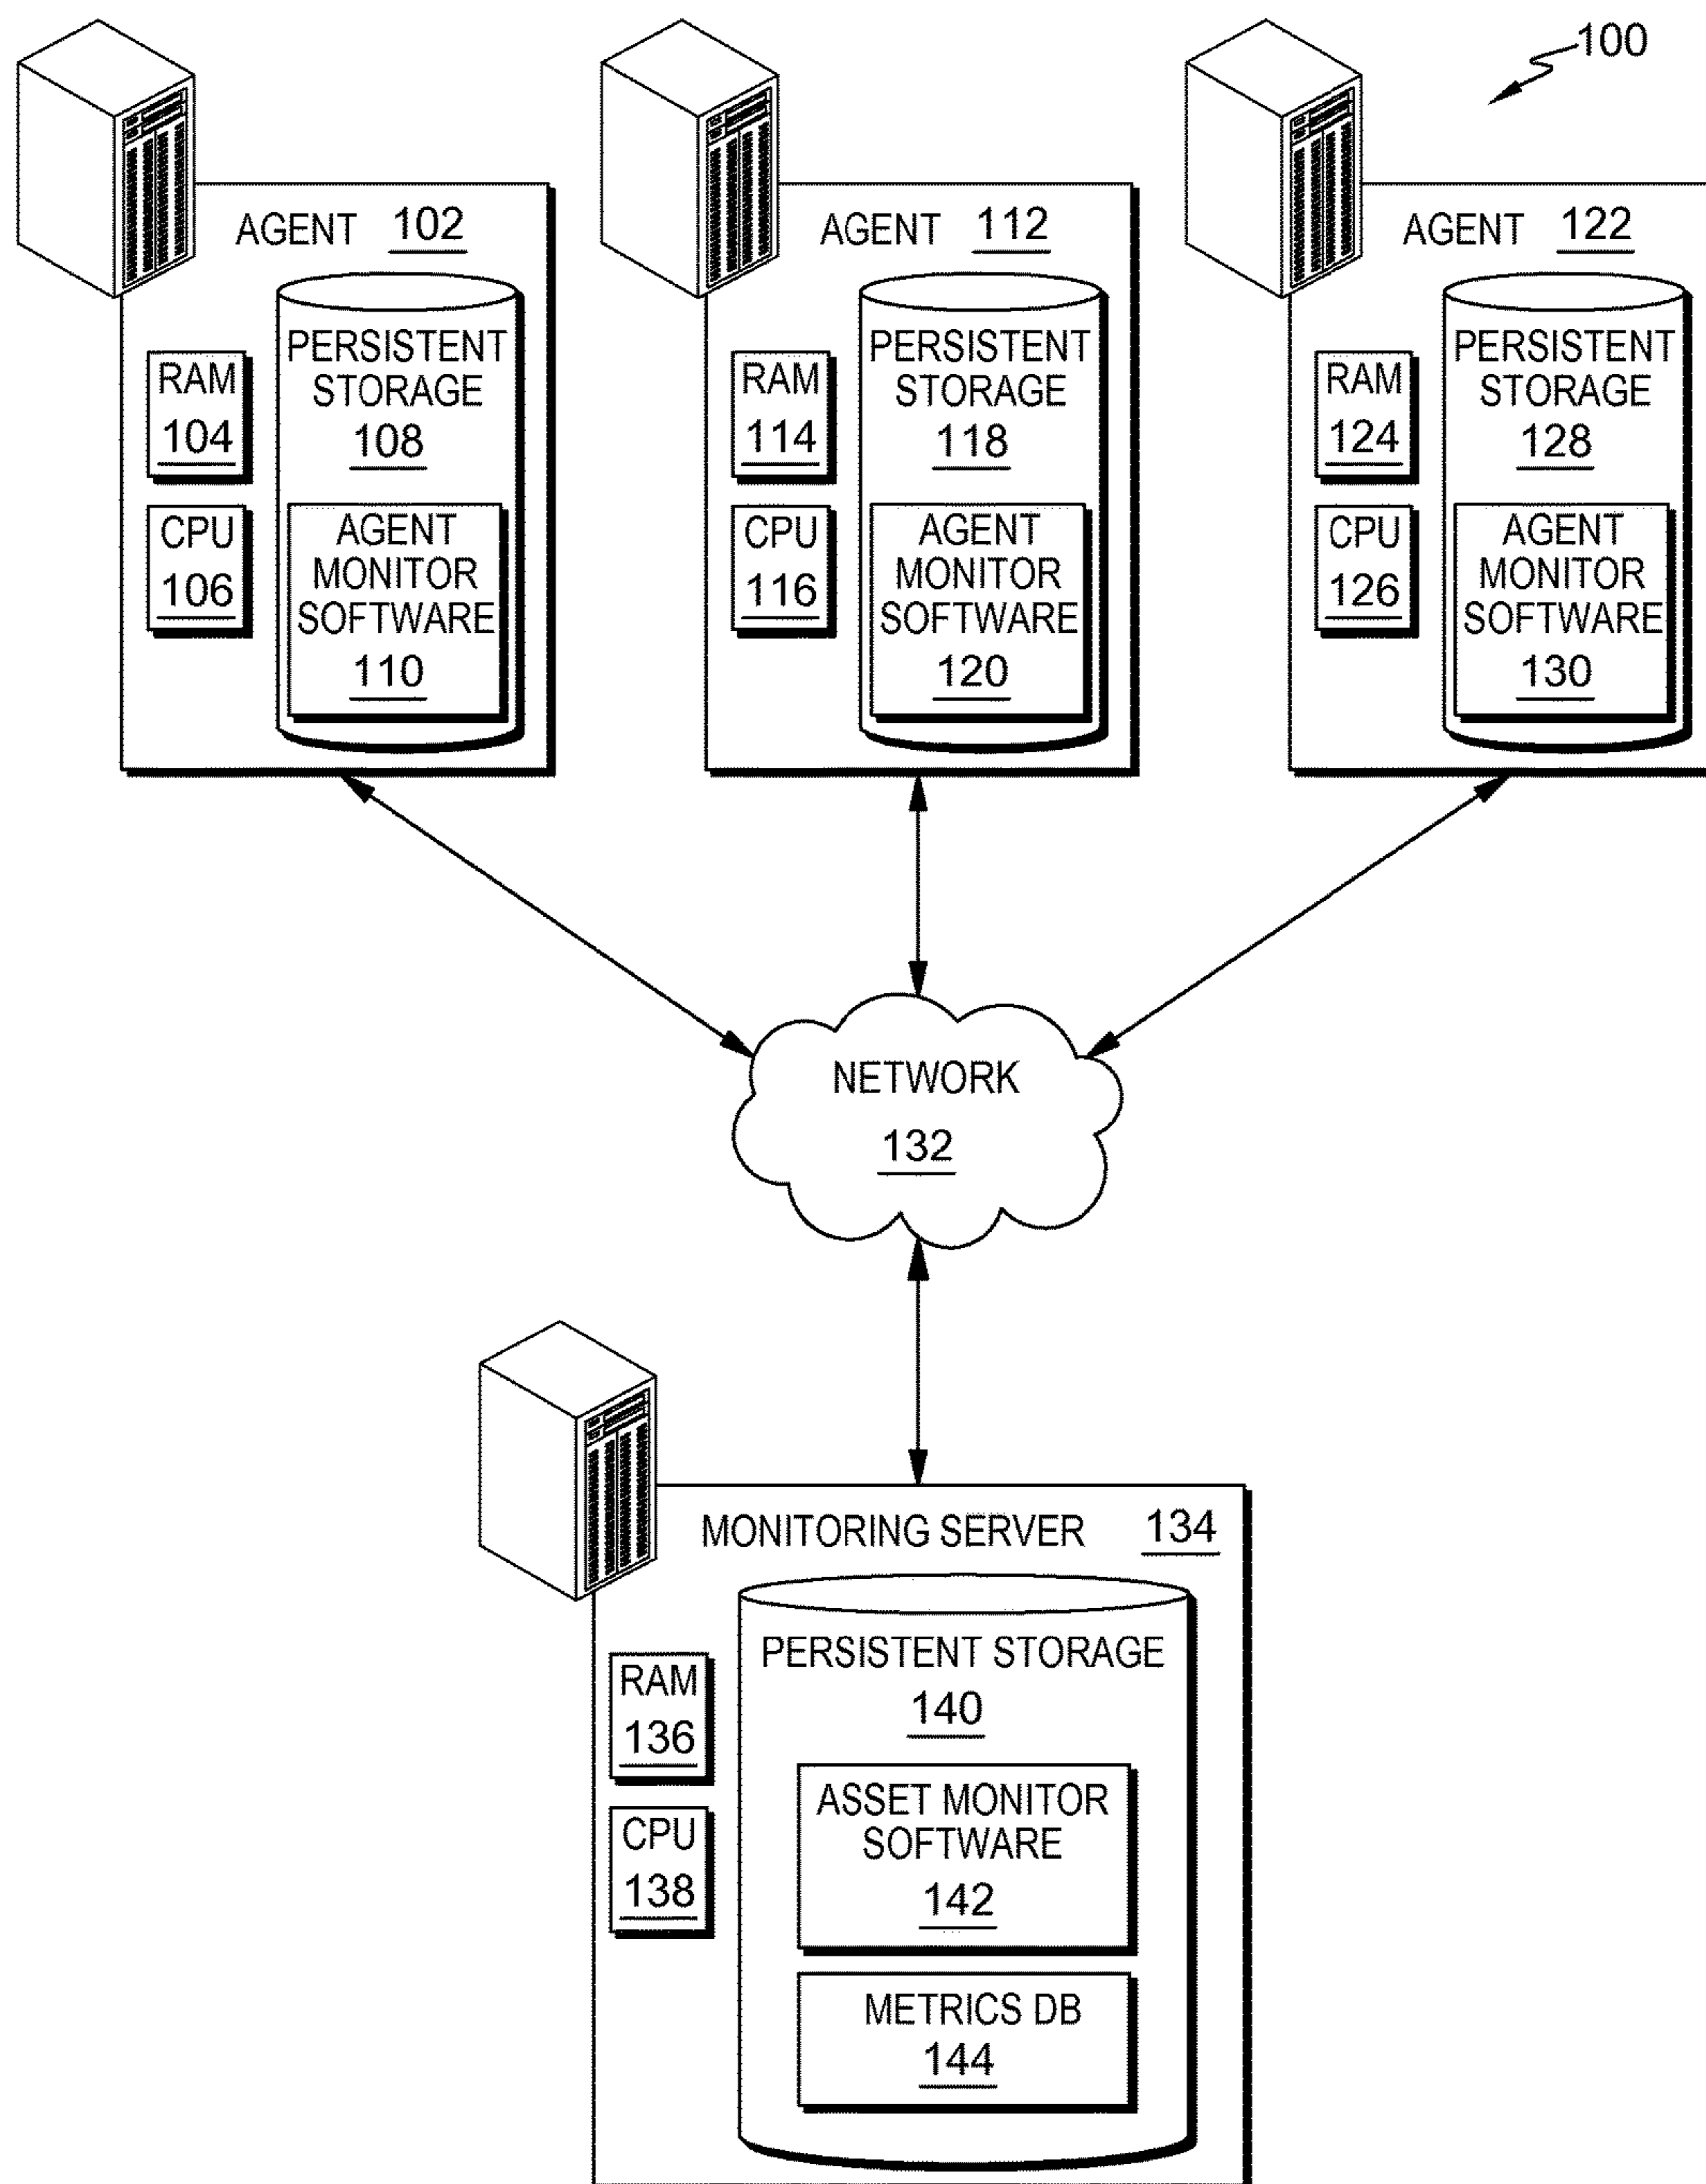 100
AGENT 102
PERSISTENT
STORAGE
108
RAM
104
CPU
106
AGENT
MONITOR
SOFTWARE
110
AGENT 112
PERSISTENT
STORAGE
118
RAM
114
CPU
116
AGENT
MONITOR
SOFTWARE
120
AGENT 122
PERSISTENT
STORAGE
128
RAM
124
CPU
126
AGENT
MONITOR
SOFTWARE
130
NETWORK
132
MONITORING SERVER 134
PERSISTENT STORAGE
140
RAM
136
CPU
138
ASSET MONITOR
SOFTWARE
142
METRICS DB
144